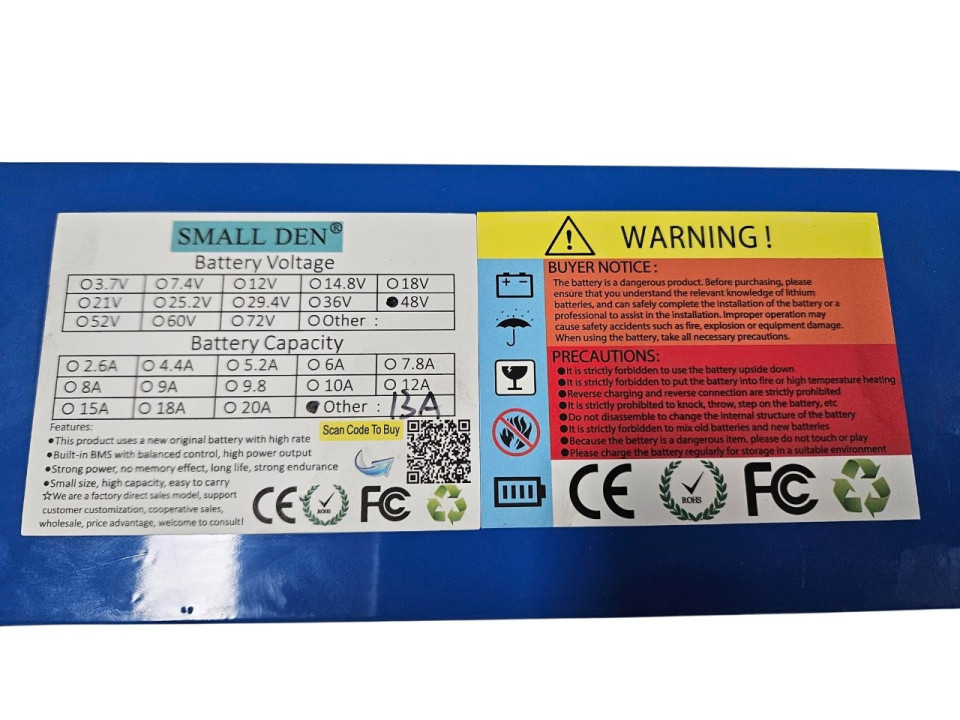 SMALL DEN®
Battery Voltage
○3.7V ○7.4V ○12V ○14.8V ○18V
○21V ○25.2V ○29.4V ○36V ●48V
○52V ○60V ○72V ○Other :
Battery Capacity
○ 2.6A ○ 4.4A ○ 5.2A ○ 6A ○ 7.8A
○ 8A ○ 9A ○ 9.8 ○ 10A ○ 12A
○ 15A ○ 18A ○ 20A ● Other : 13A
Features:
●This product uses a new original battery with high rate
●Built-in BMS with balanced control, high power output
●Strong power, no memory effect, long life, strong endurance
●Small size, high capacity, easy to carry
☆We are a factory direct sales model, support
customer customization, cooperative sales,
wholesale, price advantage, welcome to consult!
Scan Code To Buy
CE ROHS FC
WARNING !
BUYER NOTICE :
The battery is a dangerous product. Before purchasing, please
ensure that you understand the relevant knowledge of lithium
batteries, and can safely complete the installation of the battery or a
professional to assist in the installation. Improper operation may
cause safety accidents such as fire, explosion or equipment damage.
When using the battery, take all necessary precautions.
PRECAUTIONS:
●It is strictly forbidden to use the battery upside down
●It is strictly forbidden to put the battery into fire or high temperature heating
●Reverse charging and reverse connection are strictly prohibited
●It is strictly prohibited to knock, throw, step on the battery, etc
●Do not disassemble to change the internal structure of the battery
●It is strictly forbidden to mix old batteries and new batteries
●Because the bettery is a dangerous item, please do not touch or play
●Please charge the battery regularly for storage in a suitable environment
CE ROHS FC